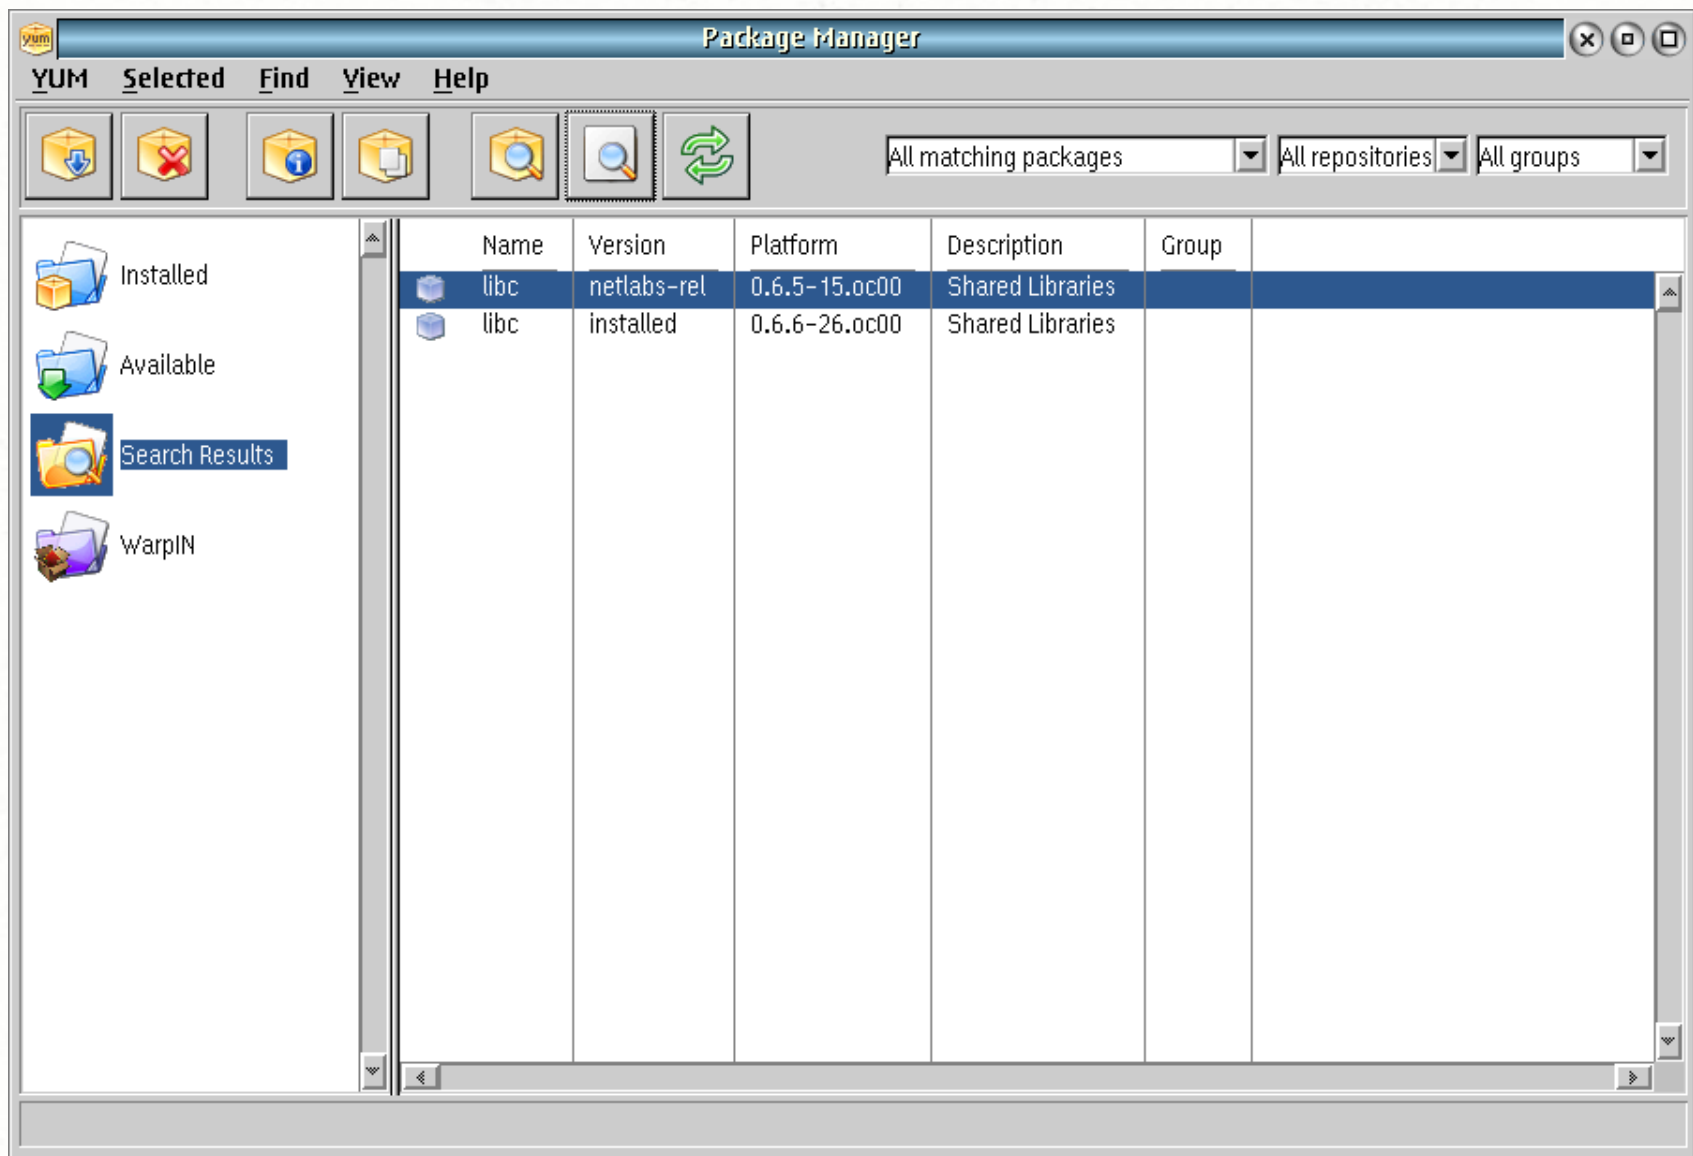 yum
Package Manager
YUM Selected Find View Help
All matching packages All repositories All groups
Name Version Platform Description Group
libc netlabs-rel 0.6.5-15.oc00 Shared Libraries
libc installed 0.6.6-26.oc00 Shared Libraries
Installed
Available
Search Results
WarpIN